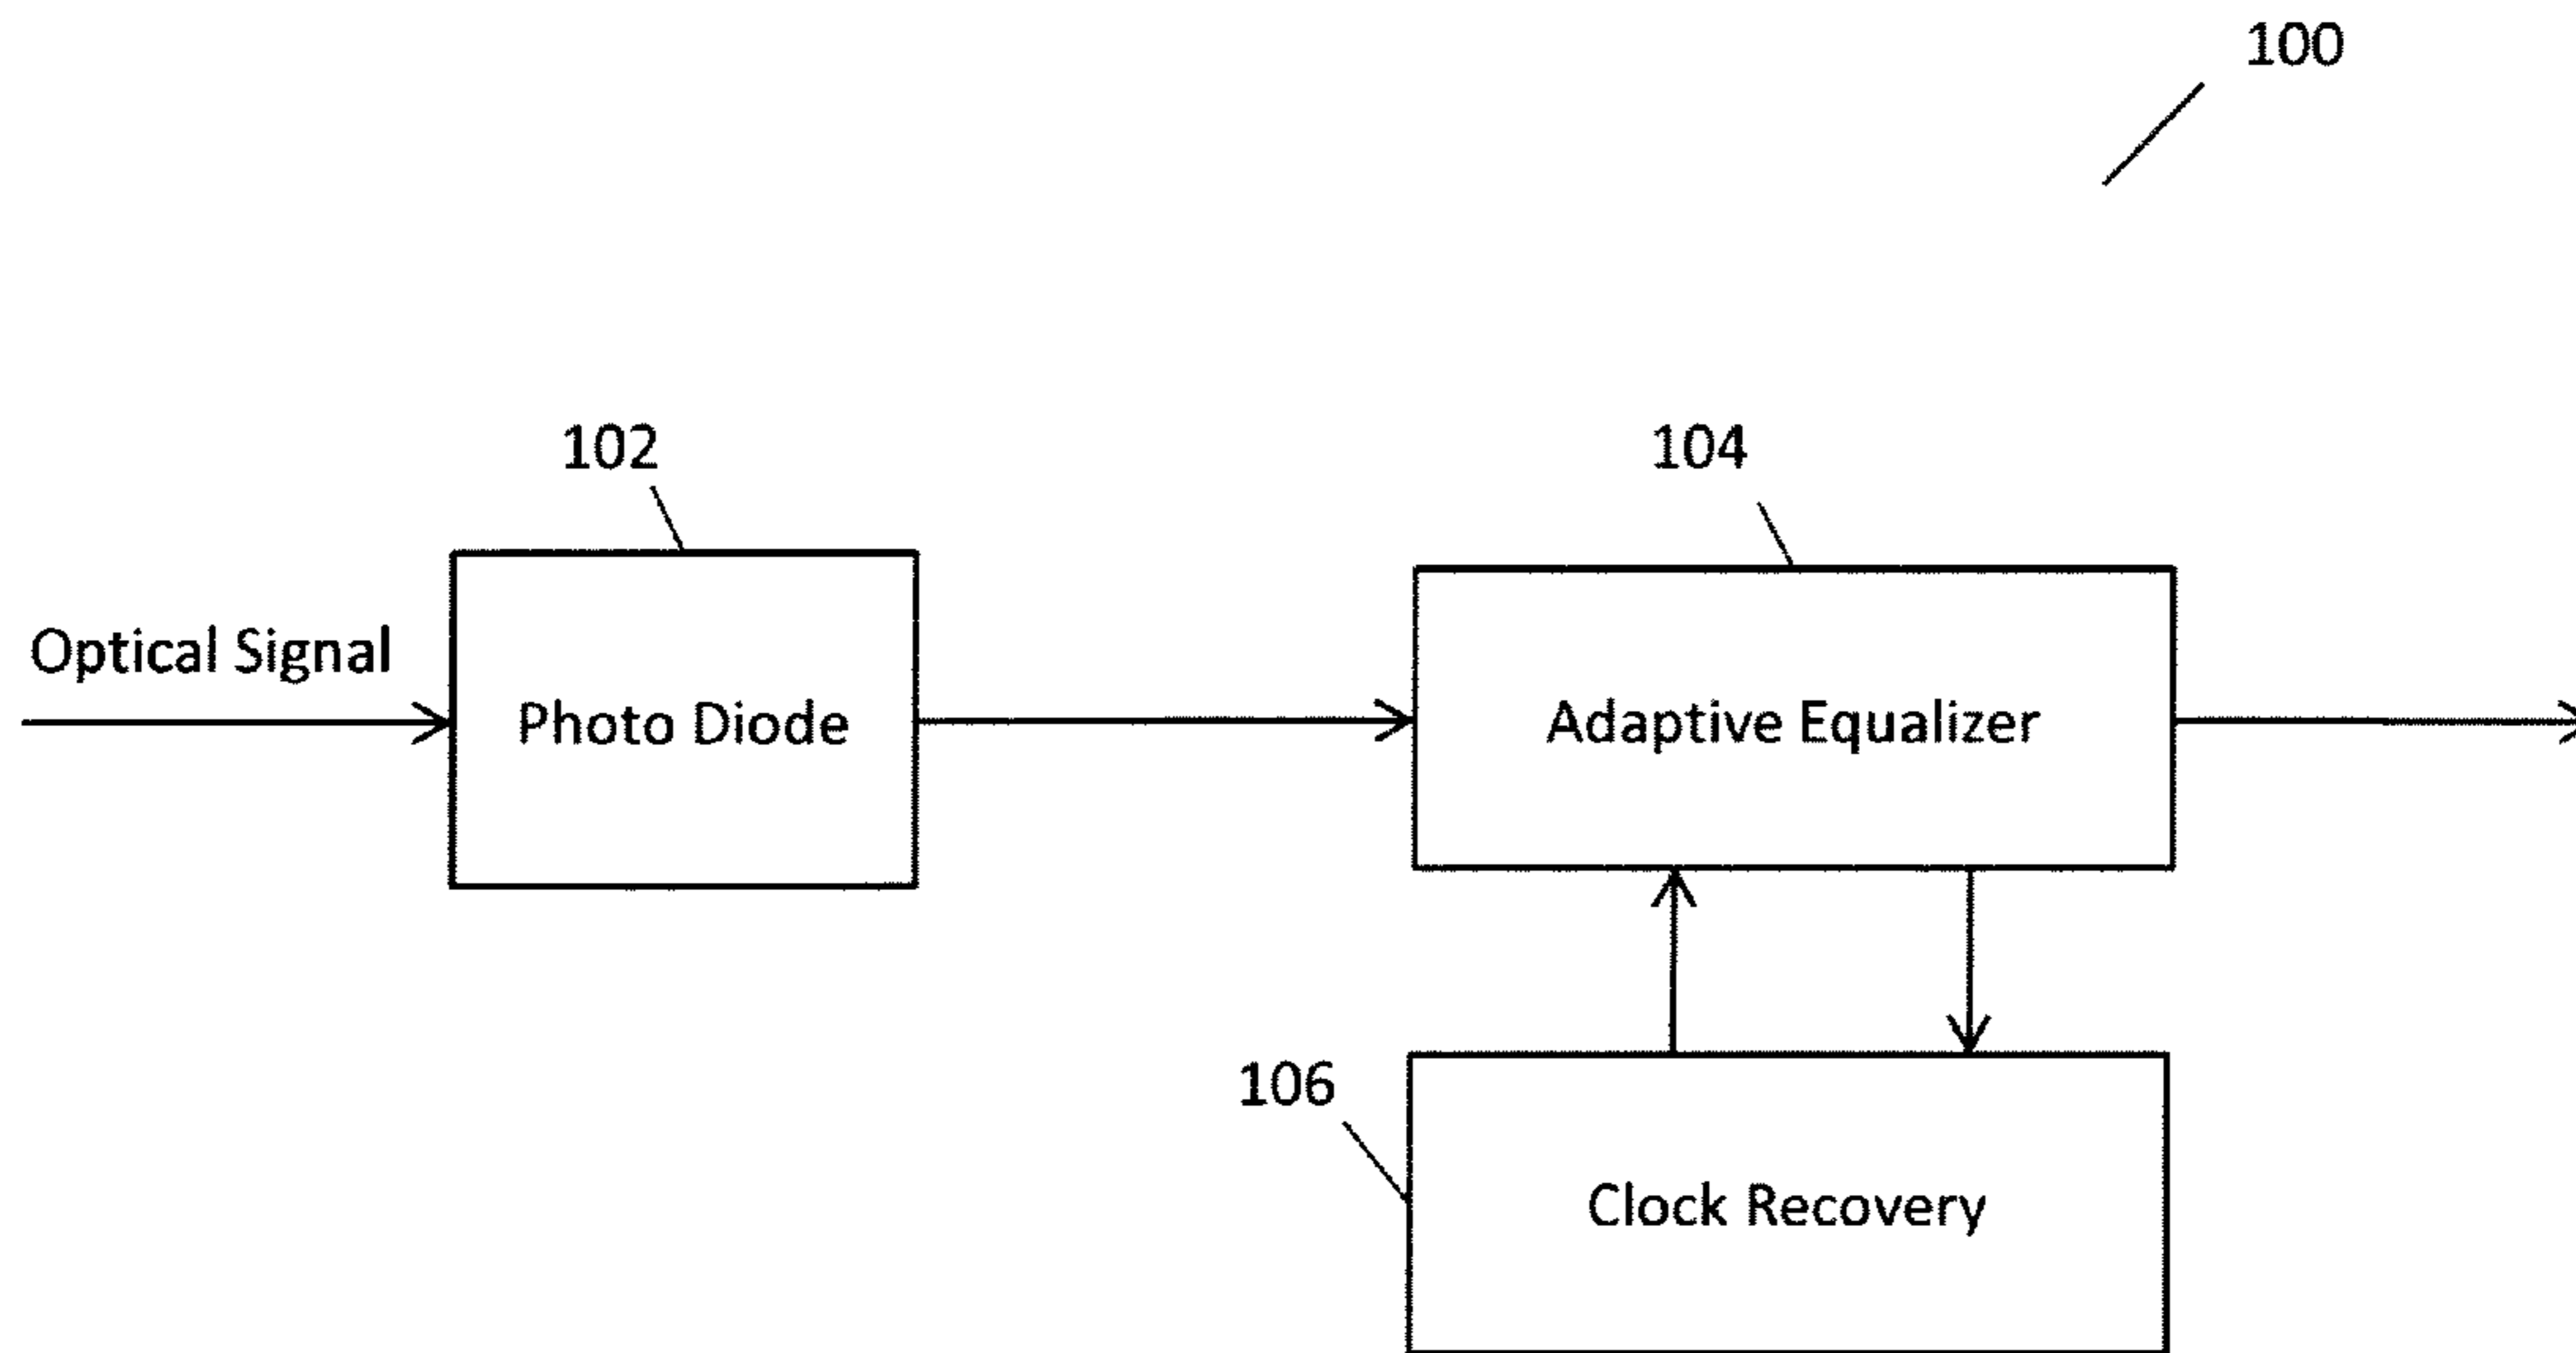 100
102
104
Optical Signal
Photo Diode
Adaptive Equalizer
106
Clock Recovery